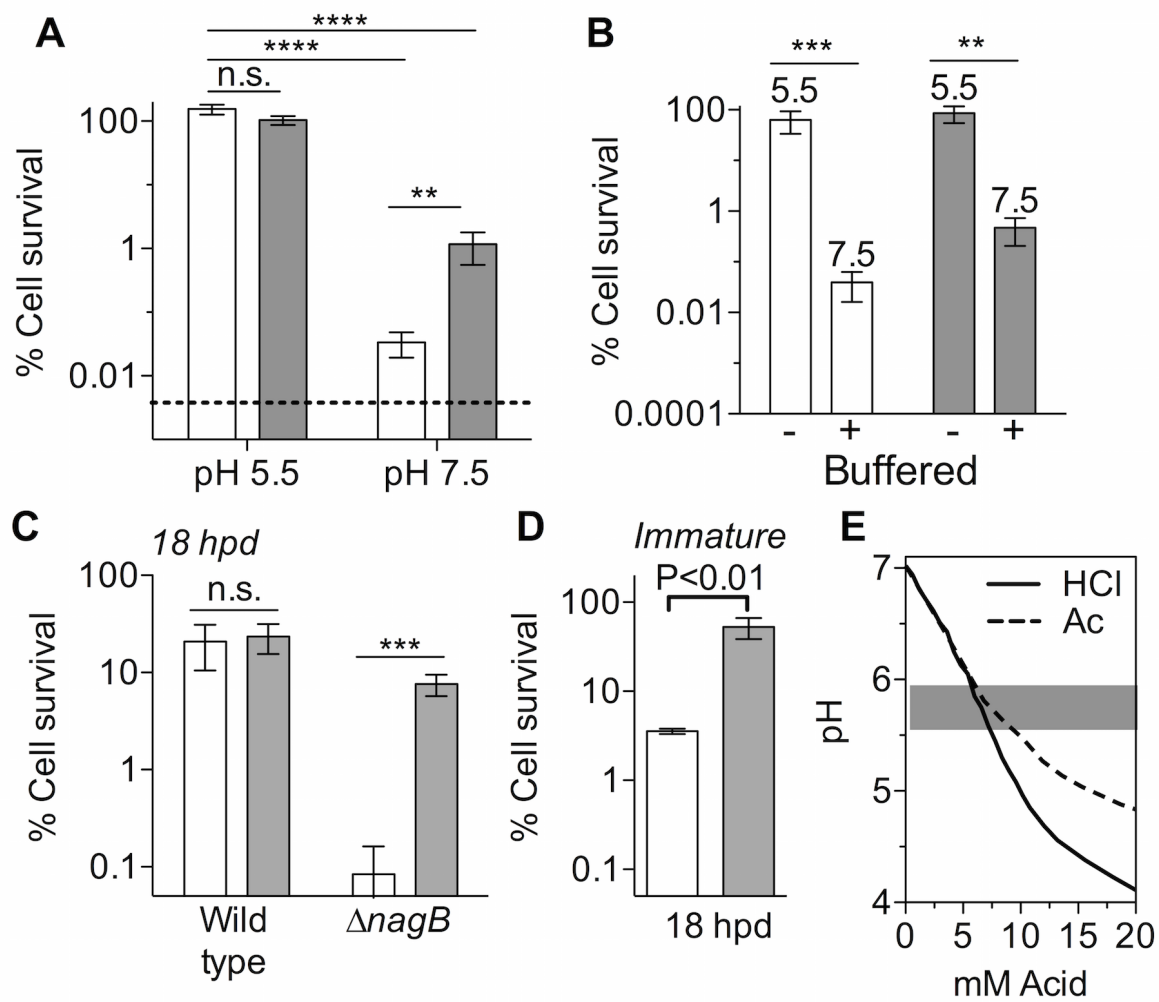 A
****
****
n.s.
**
100
1
0.01
% Cell survival
pH 5.5
pH 7.5
B
***
**
5.5
5.5
7.5
7.5
100
1
0.01
0.0001
% Cell survival
- + - +
Buffered
C
18 hpd
n.s.
***
100
10
1
0.1
% Cell survival
Wild type
ΔnagB
D
Immature
P<0.01
100
10
1
0.1
% Cell survival
18 hpd
E
HCl
Ac
7
6
5
4
pH
0 5 10 15 20
mM Acid